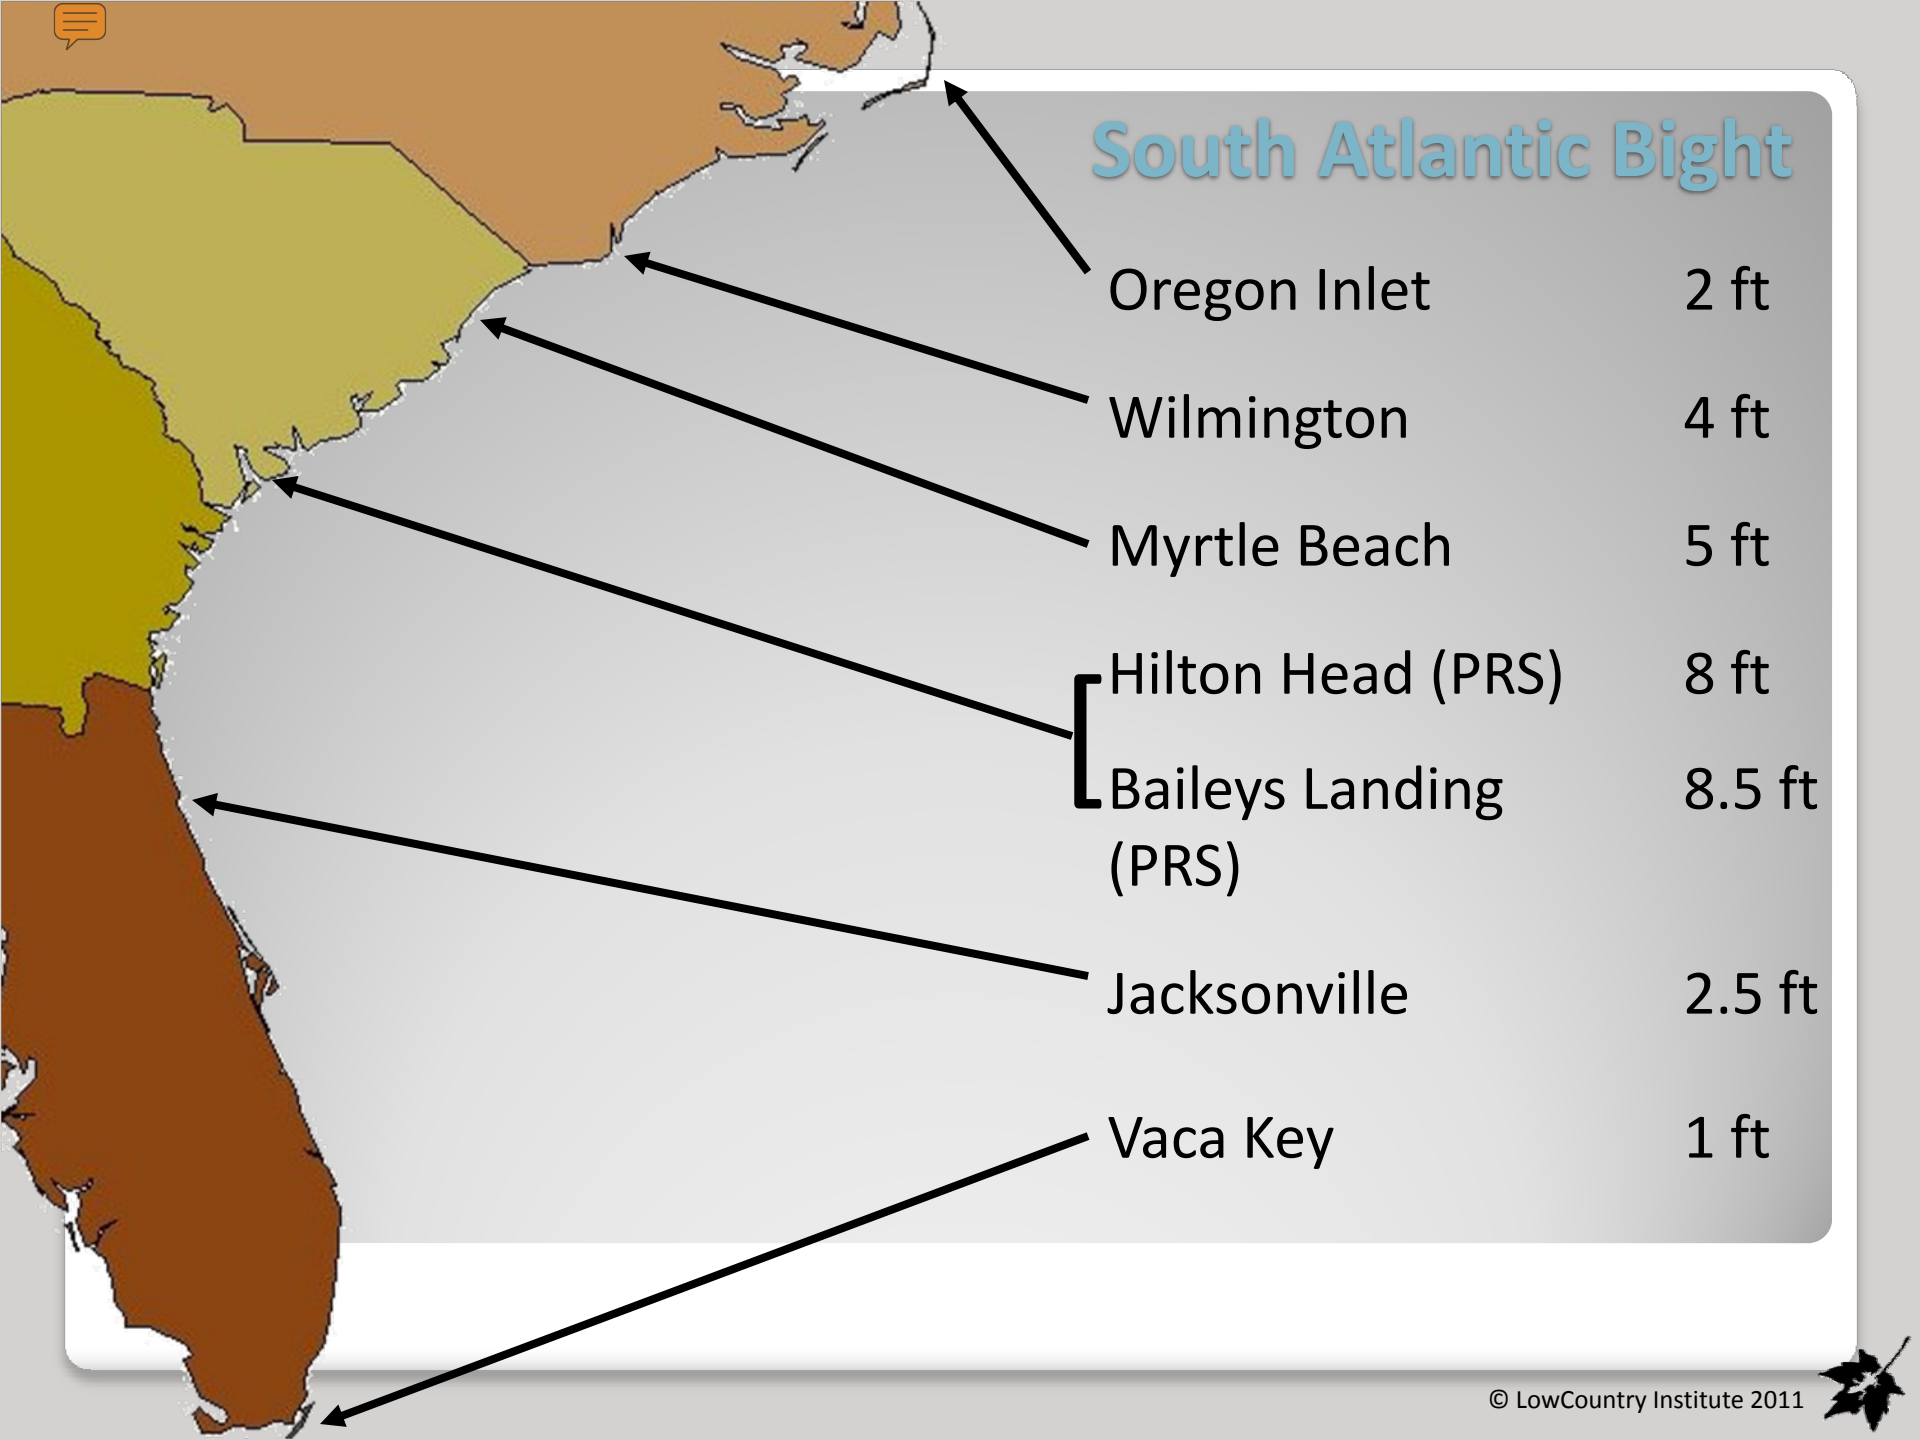 South Atlantic Bight
Oregon Inlet 2 ft
Wilmington 4 ft
Myrtle Beach 5 ft
Hilton Head (PRS) 8 ft
Baileys Landing 8.5 ft
(PRS)
Jacksonville 2.5 ft
Vaca Key 1 ft
© LowCountry Institute 2011